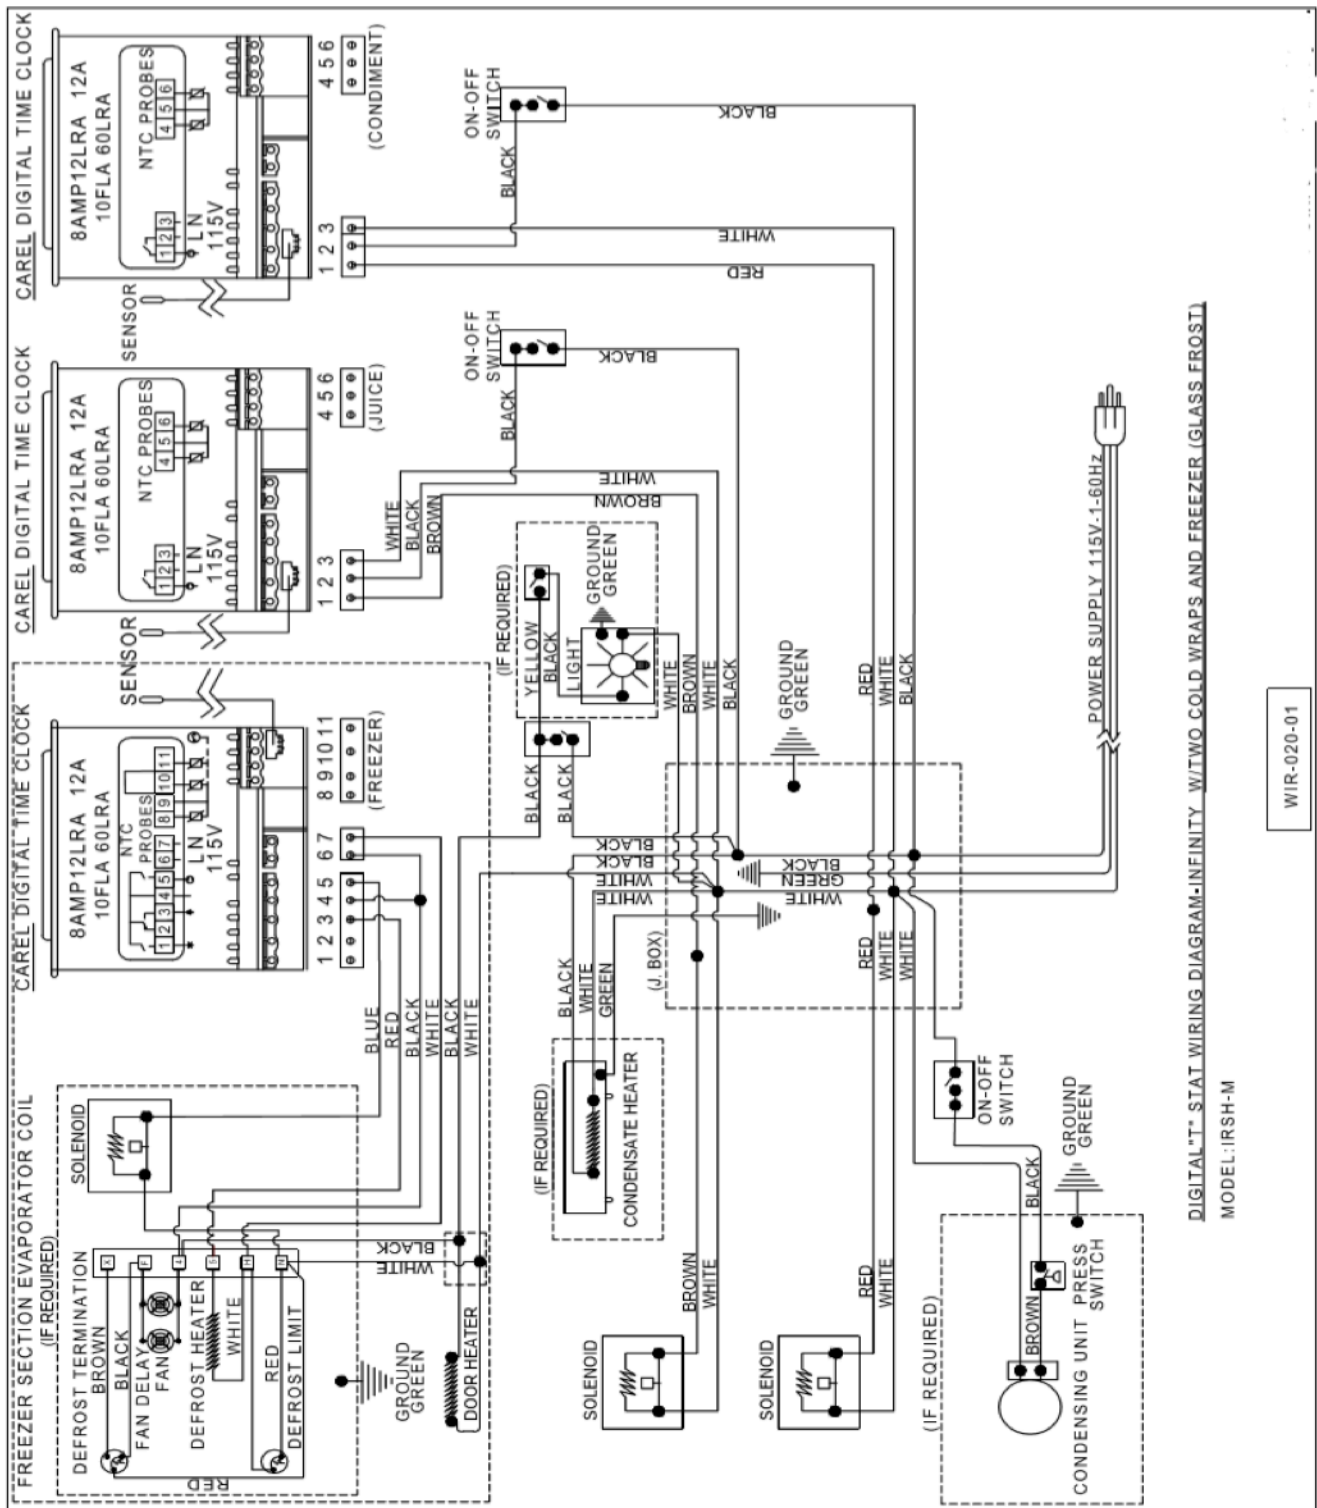 FREEZER SECTION EVAPORATOR COIL
(IF REQUIRED)
DEFROST TERMINATION
BROWN
BLACK
FAN DELAY
FAN
DEFROST HEATER
WHITE
RED
DEFROST LIMIT
RED
X
F
4
5
H
N
SOLENOID
GROUND
GREEN
DOOR HEATER
BLACK
WHITE
BLUE
RED
BLACK
WHITE
BLACK
WHITE
CAREL DIGITAL TIME CLOCK
8AMP12LRA 12A
10FLA 60LRA
NTC
PROBES
1 2 3 4 5 6 7 8 9 10 11
LN
115V
1 2 3 4 5 6 7 8 9 10 11
(FREEZER)
SENSOR
CAREL DIGITAL TIME CLOCK
8AMP12LRA 12A
10FLA 60LRA
NTC PROBES
1 2 3 4 5 6
LN
115V
1 2 3 4 5 6
(JUICE)
SENSOR
CAREL DIGITAL TIME CLOCK
8AMP12LRA 12A
10FLA 60LRA
NTC PROBES
1 2 3 4 5 6
LN
115V
1 2 3 4 5 6
(CONDIMENT)
SENSOR
WHITE
BLACK
BROWN
BLACK
ON-OFF
SWITCH
BLACK
WHITE
BROWN
BLACK
ON-OFF
SWITCH
BLACK
WHITE
RED
(IF REQUIRED)
YELLOW
BLACK
LIGHT
GROUND
GREEN
BLACK
BLACK
WHITE
BROWN
WHITE
BLACK
GROUND
GREEN
RED
WHITE
BLACK
(J. BOX)
BLACK
BLACK
WHITE
WHITE
BLACK
GREEN
WHITE
RED
WHITE
WHITE
BLACK
WHITE
GREEN
(IF REQUIRED)
CONDENSATE HEATER
BROWN
WHITE
SOLENOID
RED
WHITE
SOLENOID
ON-OFF
SWITCH
BLACK
GROUND
GREEN
(IF REQUIRED)
BROWN
PRESS
SWITCH
CONDENSING UNIT
POWER SUPPLY 115V-1-60Hz
DIGITAL"T" STAT WIRING DIAGRAM-INFINITY W/TWO COLD WRAPS AND FREEZER (GLASS FROST)
MODEL:IRSH-M
WIR-020-01